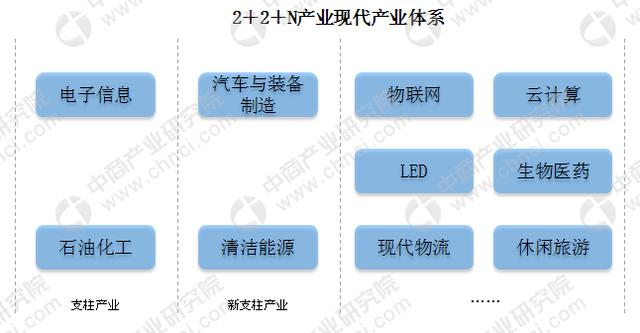 2+2+N产业现代产业体系
电子信息
汽车与装备
制造
物联网
云计算
LED
生物医药
石油化工
清洁能源
现代物流
休闲旅游
支柱产业
新支柱产业
……
中商产业研究院
www.chnci.com